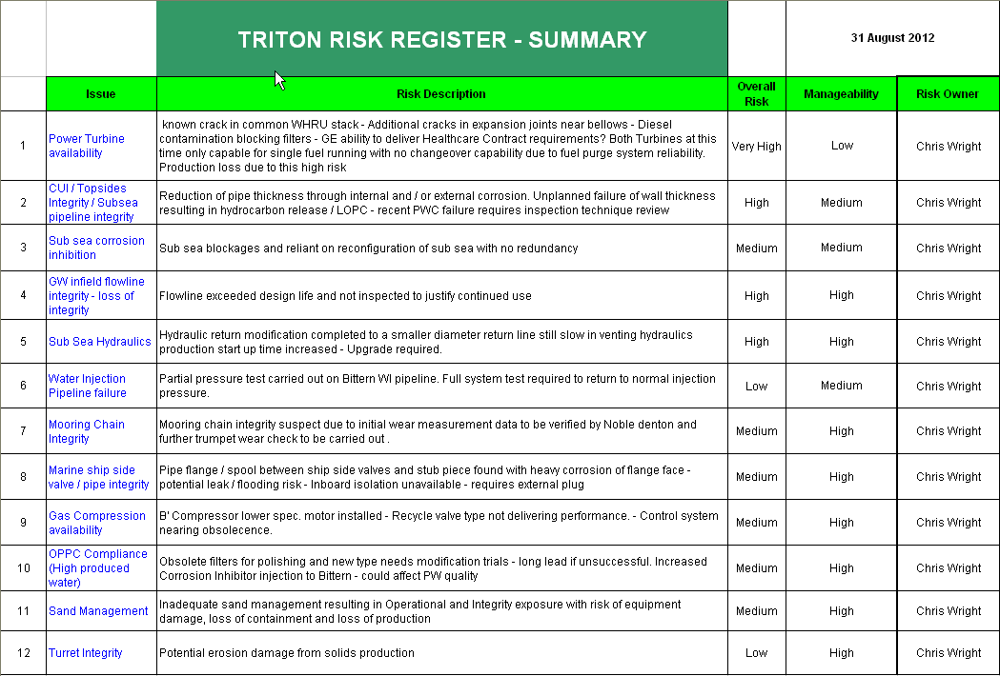 TRITON RISK REGISTER - SUMMARY
31 August 2012
Issue
Risk Description
Overall
Risk
Manageability
Risk Owner
1
Power Turbine
availability
known crack in common WHRU stack - Additional cracks in expansion joints near bellows - Diesel
contamination blocking filters - GE ability to deliver Healthcare Contract requirements? Both Turbines at this
time only capable for single fuel running with no changeover capability due to fuel purge system reliability.
Production loss due to this high risk
Very High
Low
Chris Wright
2
CUI / Topsides
Integrity / Subsea
pipeline integrity
Reduction of pipe thickness through internal and / or external corrosion. Unplanned failure of wall thickness
resulting in hydrocarbon release / LOPC - recent PWC failure requires inspection technique review
High
Medium
Chris Wright
3
Sub sea corrosion
inhibition
Sub sea blockages and reliant on reconfiguration of sub sea with no redundancy
Medium
Medium
Chris Wright
4
GW infield flowline
integrity - loss of
integrity
Flowline exceeded design life and not inspected to justify continued use
High
High
Chris Wright
5
Sub Sea Hydraulics
Hydraulic return modification completed to a smaller diameter return line still slow in venting hydraulics
production start up time increased - Upgrade required.
High
High
Chris Wright
6
Water Injection
Pipeline failure
Partial pressure test carried out on Bittern WI pipeline. Full system test required to return to normal injection
pressure.
Low
Medium
Chris Wright
7
Mooring Chain
Integrity
Mooring chain integrity suspect due to initial wear measurement data to be verified by Noble denton and
further trumpet wear check to be carried out .
Medium
High
Chris Wright
8
Marine ship side
valve / pipe integrity
Pipe flange / spool between ship side valves and stub piece found with heavy corrosion of flange face -
potential leak / flooding risk - Inboard isolation unavailable - requires external plug
Medium
High
Chris Wright
9
Gas Compression
availability
B' Compressor lower spec. motor installed - Recycle valve type not delivering performance. - Control system
nearing obsolecence.
Medium
High
Chris Wright
10
OPPC Compliance
(High produced
water)
Obsolete filters for polishing and new type needs modification trials - long lead if unsuccessful. Increased
Corrosion Inhibitor injection to Bittern - could affect PW quality
Medium
High
Chris Wright
11
Sand Management
Inadequate sand management resulting in Operational and Integrity exposure with risk of equipment
damage, loss of containment and loss of production
Medium
High
Chris Wright
12
Turret Integrity
Potential erosion damage from solids production
Low
High
Chris Wright